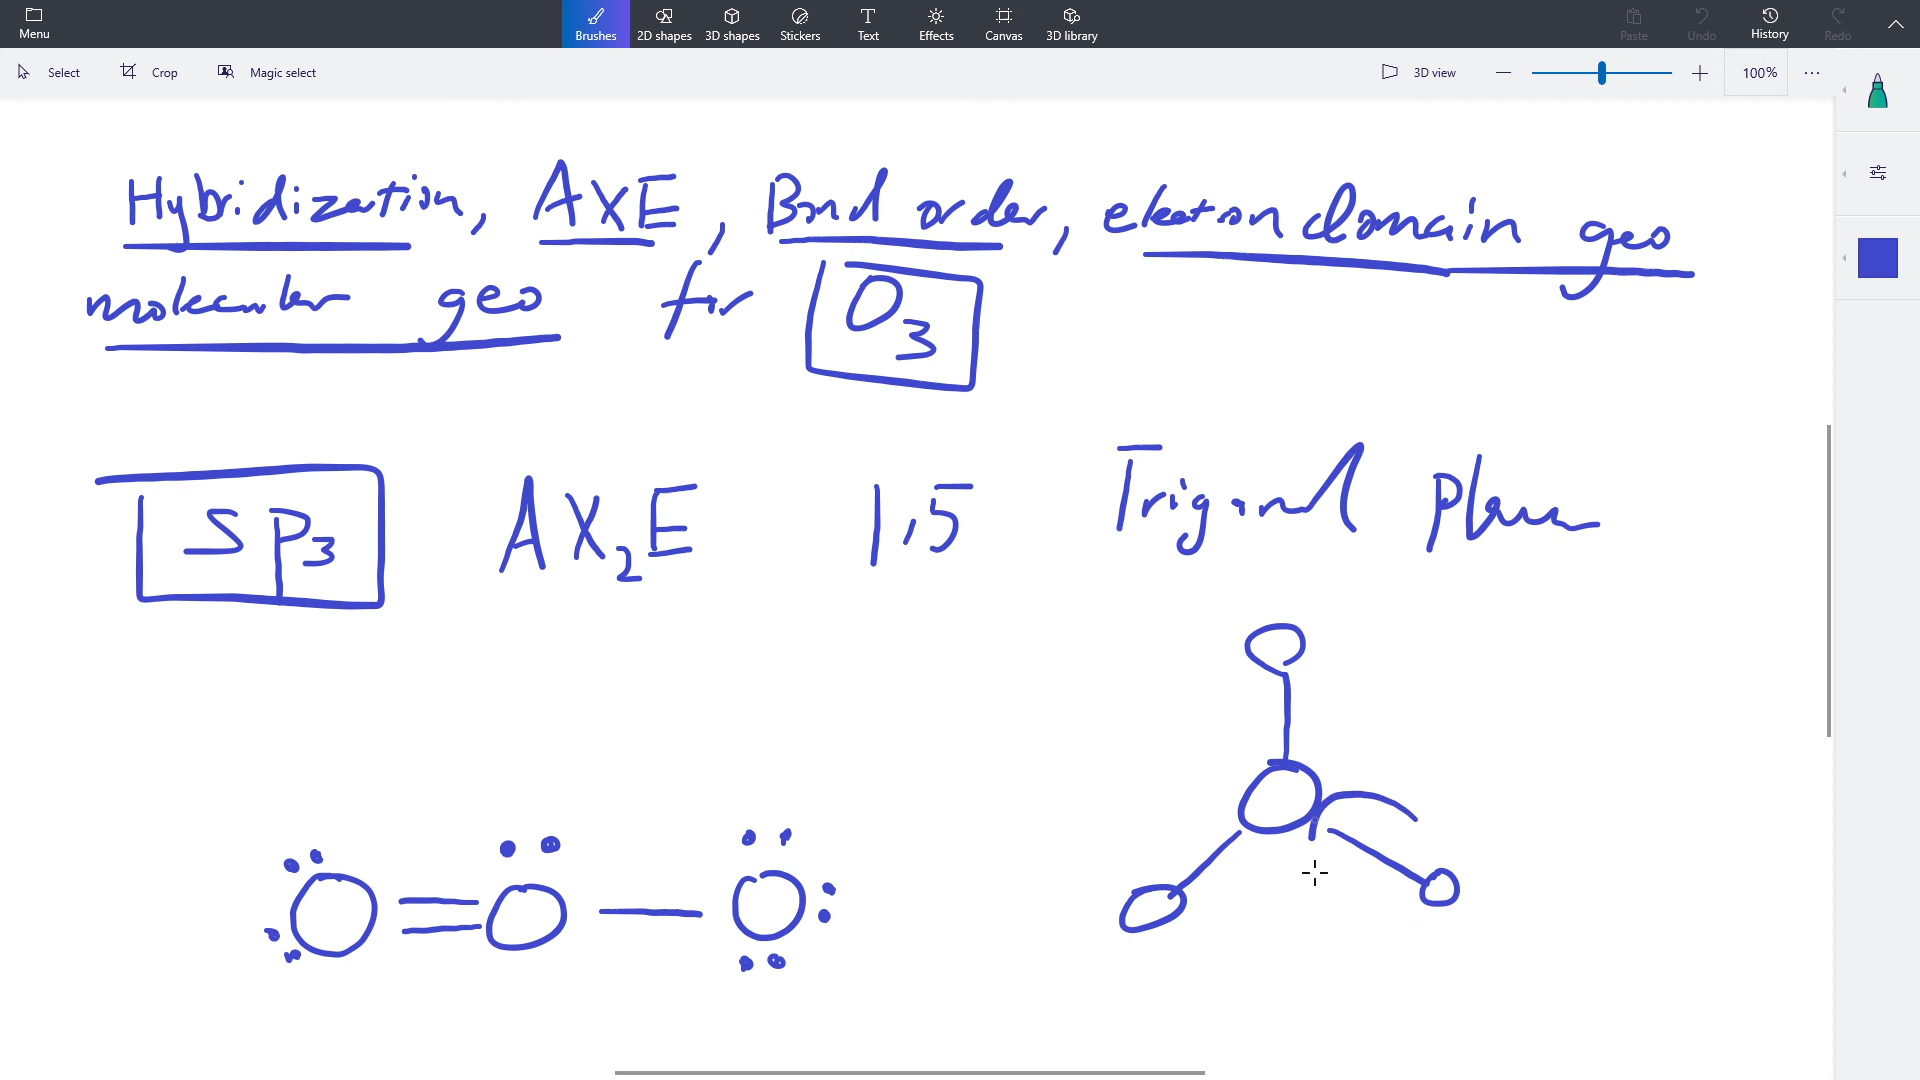 Menu Brushes 2D shapes 3D shapes Stickers Text Effects Canvas 3D library Paste Undo History Redo
Select Crop Magic select 3D view 100%
Hybridization, AXE, Bond order, electron domain geo
molecular geo for O3
SP3 AX2E 1,5 Trigonal Planar
O O O